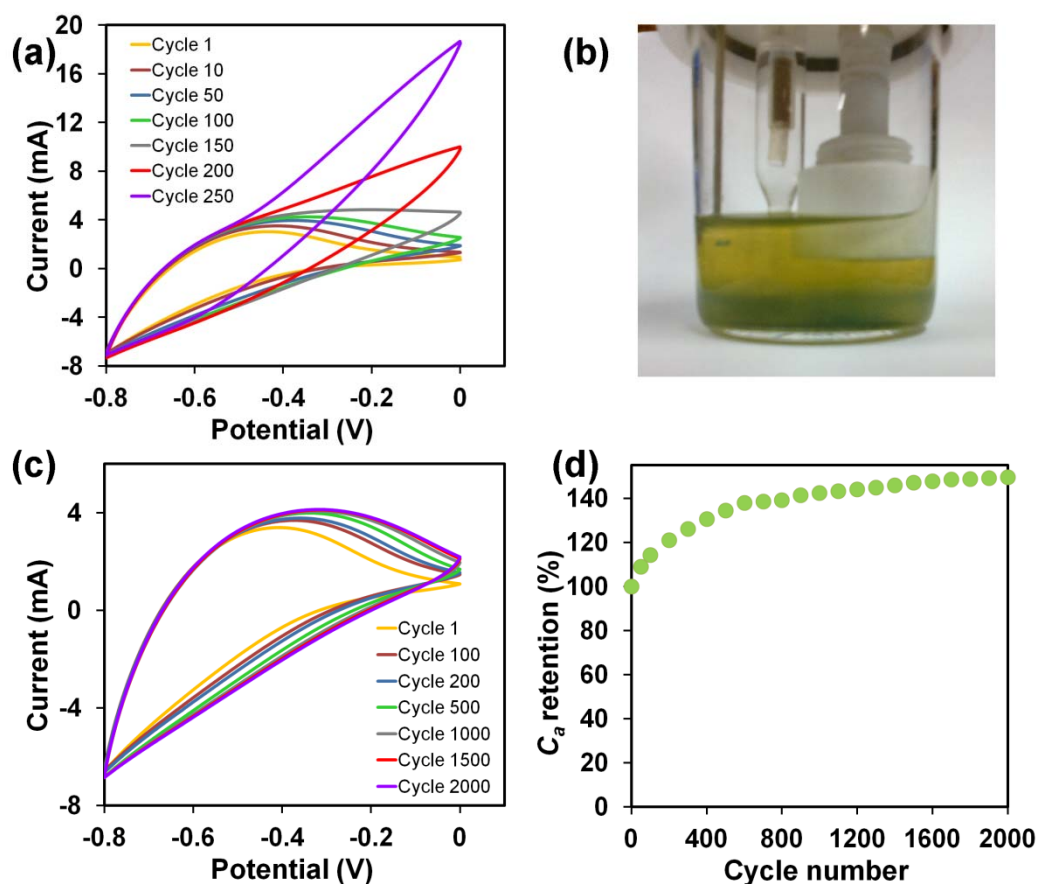 (a)
20
16
12
8
4
0
-4
-8
Current (mA)
Cycle 1
Cycle 10
Cycle 50
Cycle 100
Cycle 150
Cycle 200
Cycle 250
-0.8 -0.6 -0.4 -0.2 0
Potential (V)
(b)
(c)
4
0
-4
-8
Current (mA)
Cycle 1
Cycle 100
Cycle 200
Cycle 500
Cycle 1000
Cycle 1500
Cycle 2000
-0.8 -0.6 -0.4 -0.2 0
Potential (V)
(d)
140
120
100
80
60
40
20
0
Ca retention (%)
0 400 800 1200 1600 2000
Cycle number